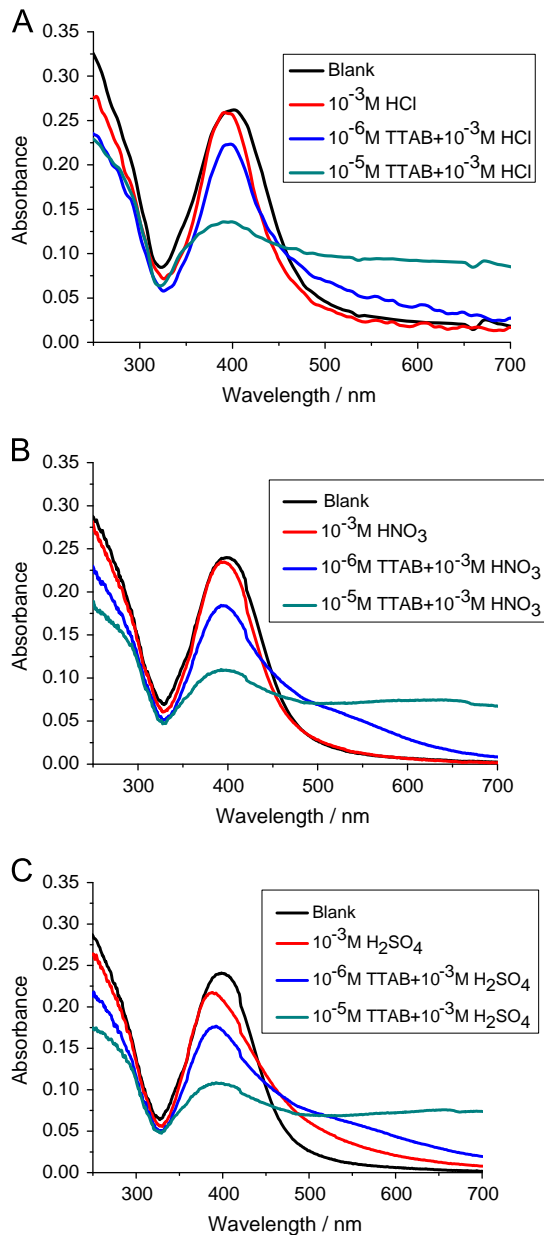 A
0.35
0.30
0.25
0.20
0.15
0.10
0.05
0.00
Absorbance
300 400 500 600 700
Wavelength / nm
Blank
10⁻³M HCl
10⁻⁶M TTAB+10⁻³M HCl
10⁻⁵M TTAB+10⁻³M HCl
B
0.35
0.30
0.25
0.20
0.15
0.10
0.05
0.00
Absorbance
300 400 500 600 700
Wavelength / nm
Blank
10⁻³M HNO₃
10⁻⁶M TTAB+10⁻³M HNO₃
10⁻⁵M TTAB+10⁻³M HNO₃
C
0.35
0.30
0.25
0.20
0.15
0.10
0.05
0.00
Absorbance
300 400 500 600 700
Wavelength / nm
Blank
10⁻³M H₂SO₄
10⁻⁶M TTAB+10⁻³M H₂SO₄
10⁻⁵M TTAB+10⁻³M H₂SO₄